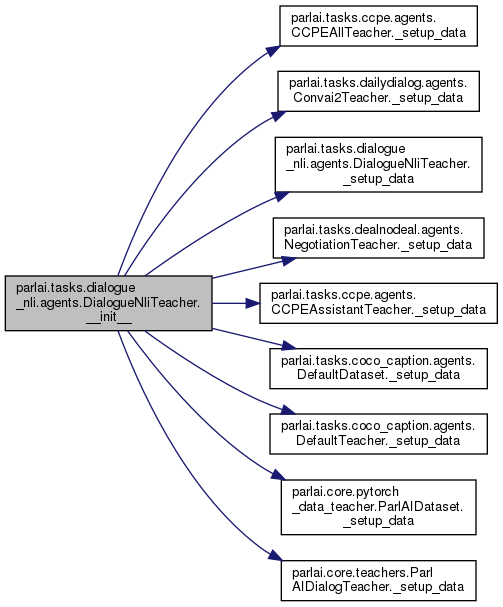 parlai.tasks.ccpe.agents.
CCPEAllTeacher._setup_data
parlai.tasks.dailydialog.agents.
Convai2Teacher._setup_data
parlai.tasks.dialogue
_nli.agents.DialogueNliTeacher.
_setup_data
parlai.tasks.dealnodeal.agents.
NegotiationTeacher._setup_data
parlai.tasks.dialogue
_nli.agents.DialogueNliTeacher.
__init__
parlai.tasks.ccpe.agents.
CCPEAssistantTeacher._setup_data
parlai.tasks.coco_caption.agents.
DefaultDataset._setup_data
parlai.tasks.coco_caption.agents.
DefaultTeacher._setup_data
parlai.core.pytorch
_data_teacher.ParlAIDataset.
_setup_data
parlai.core.teachers.Parl
AIDialogTeacher._setup_data